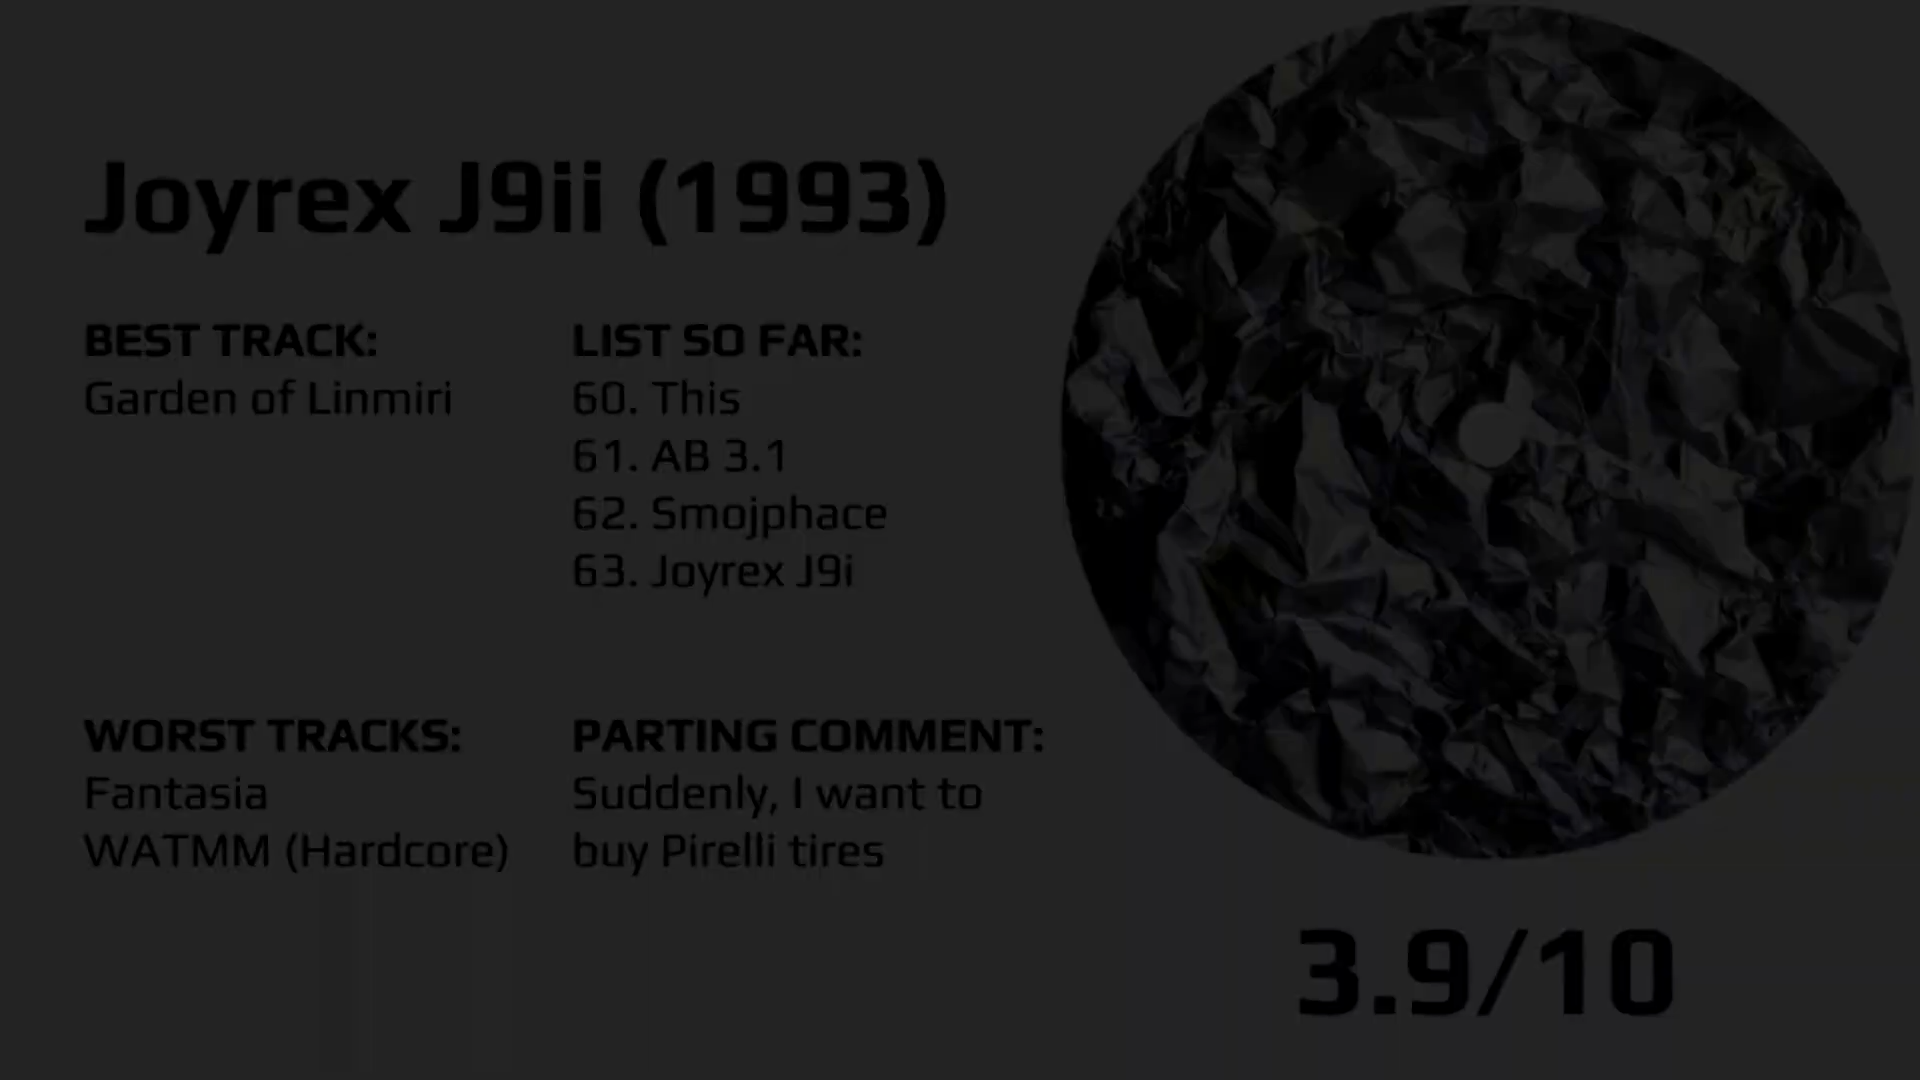 Joyrex J9ii (1993)
BEST TRACK:
Garden of Linmiri
LIST SO FAR:
60. This
61. AB 3.1
62. Smojphace
63. Joyrex J9i
WORST TRACKS:
Fantasia
WATMM (Hardcore)
PARTING COMMENT:
Suddenly, I want to
buy Pirelli tires
3.9/10